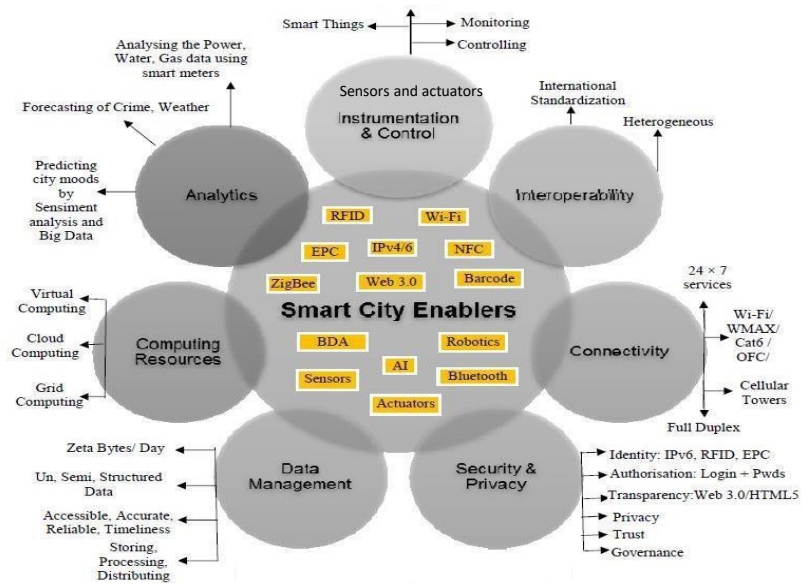 Smart Things
Monitoring
Controlling
Sensors and actuators
Instrumentation
& Control
Analysing the Power,
Water, Gas data using
smart meters
Forecasting of Crime, Weather
Predicting
city moods
by
Sensiment
analysis and
Big Data
Analytics
International
Standardization
Heterogeneous
Interoperability
RFID
Wi-Fi
EPC
IPv4/6
NFC
ZigBee
Web 3.0
Barcode
Smart City Enablers
BDA
Robotics
AI
Sensors
Bluetooth
Actuators
Virtual
Computing
Cloud
Computing
Grid
Computing
Computing
Resources
24 × 7
services
Wi-Fi/
WMAX/
Cat6 /
OFC/
Cellular
Towers
Full Duplex
Connectivity
Zeta Bytes/ Day
Un, Semi, Structured
Data
Accessible, Accurate,
Reliable, Timeliness
Storing,
Processing,
Distributing
Data
Management
Security &
Privacy
Identity: IPv6, RFID, EPC
Authorisation: Login + Pwds
Transparency:Web 3.0/HTML5
Privacy
Trust
Governance